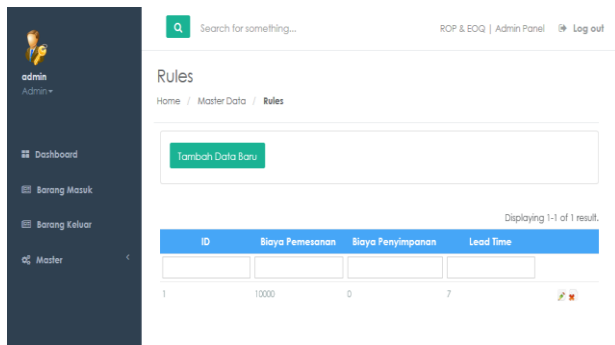 Search for something...
ROP & EOQ | Admin Panel
Log out
admin
Admin
Rules
Home / Master Data / Rules
Dashboard
Tambah Data Baru
Barang Masuk
Barang Keluar
Displaying 1-1 of 1 result.
ID Biaya Pemesanan Biaya Penyimpanan Lead Time
Master
1 10000 0 7